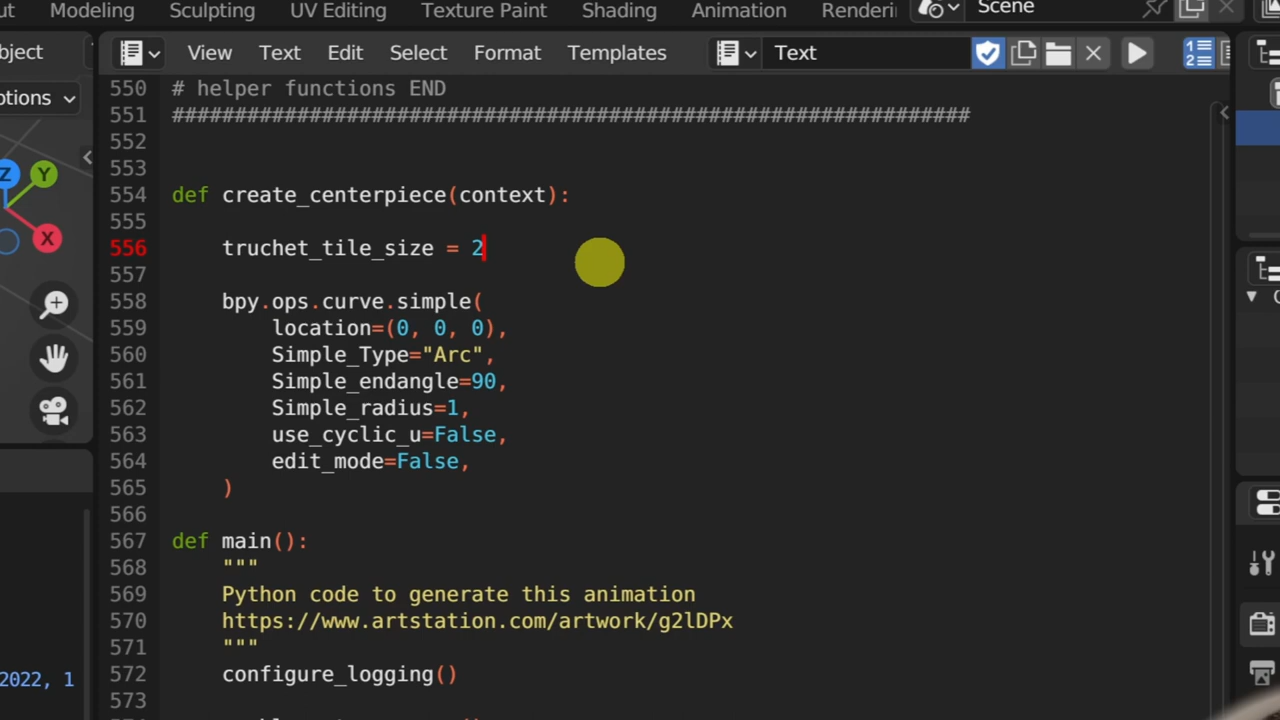 Modeling Sculpting UV Editing Texture Paint Shading Animation Scene
View Text Edit Select Format Templates Text
550 # helper functions END
551 ################################################################
552
553
554 def create_centerpiece(context):
555
556 truchet_tile_size = 2
557
558 bpy.ops.curve.simple(
559 location=(0, 0, 0),
560 Simple_Type="Arc",
561 Simple_endangle=90,
562 Simple_radius=1,
563 use_cyclic_u=False,
564 edit_mode=False,
565 )
566
567 def main():
568 """
569 Python code to generate this animation
570 https://www.artstation.com/artwork/g2lDPx
571 """
572 configure_logging()
573
Z
Y
X
2022, 1